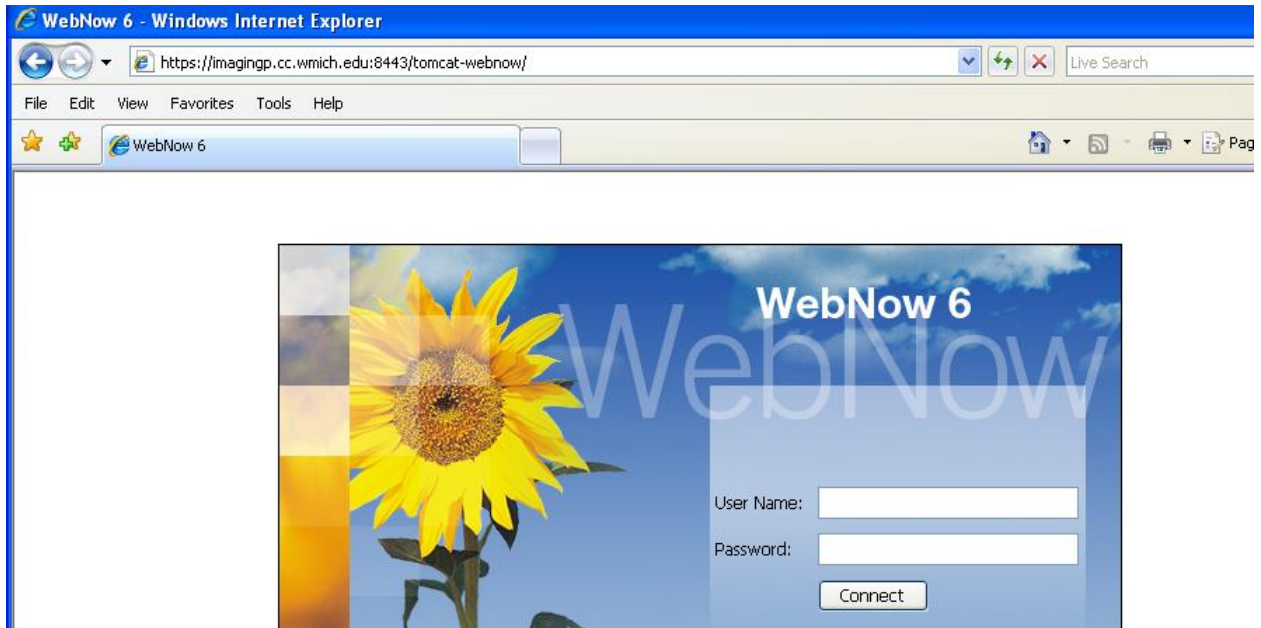 WebNow 6 - Windows Internet Explorer
https://imagingp.cc.wmich.edu:8443/tomcat-webnow/
Live Search
File Edit View Favorites Tools Help
WebNow 6
Pag
WebNow 6
WebNow
User Name:
Password:
Connect